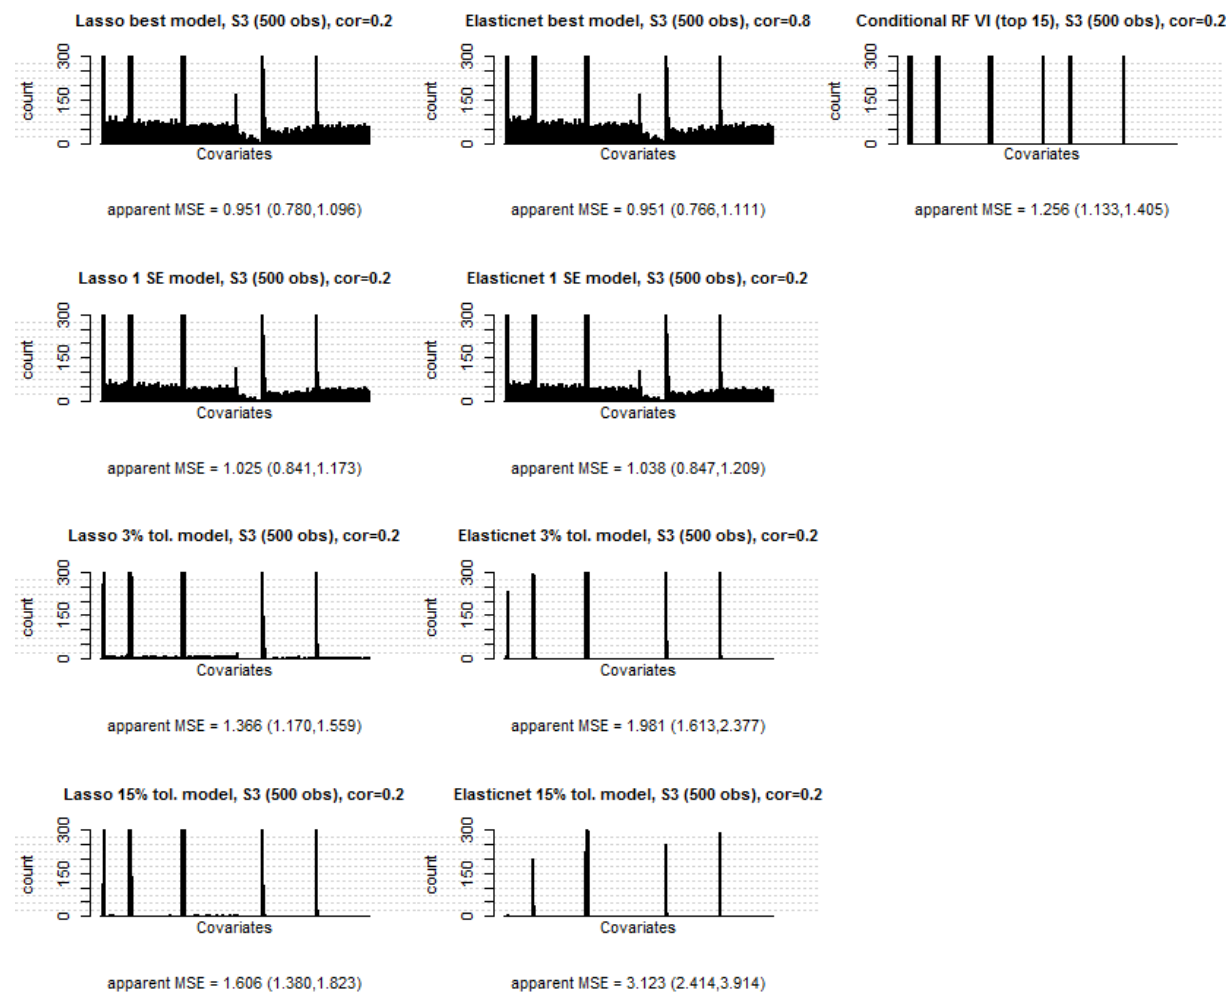 Lasso best model, S3 (500 obs), cor=0.2
Elasticnet best model, S3 (500 obs), cor=0.8
Conditional RF VI (top 15), S3 (500 obs), cor=0.2
count
0 150 300
Covariates
count
0 150 300
Covariates
count
0 150 300
Covariates
apparent MSE = 0.951 (0.780,1.096)
apparent MSE = 0.951 (0.766,1.111)
apparent MSE = 1.256 (1.133,1.405)
Lasso 1 SE model, S3 (500 obs), cor=0.2
Elasticnet 1 SE model, S3 (500 obs), cor=0.2
count
0 150 300
Covariates
count
0 150 300
Covariates
apparent MSE = 1.025 (0.841,1.173)
apparent MSE = 1.038 (0.847,1.209)
Lasso 3% tol. model, S3 (500 obs), cor=0.2
Elasticnet 3% tol. model, S3 (500 obs), cor=0.2
count
0 150 300
Covariates
count
0 150 300
Covariates
apparent MSE = 1.366 (1.170,1.559)
apparent MSE = 1.981 (1.613,2.377)
Lasso 15% tol. model, S3 (500 obs), cor=0.2
Elasticnet 15% tol. model, S3 (500 obs), cor=0.2
count
0 150 300
Covariates
count
0 150 300
Covariates
apparent MSE = 1.606 (1.380,1.823)
apparent MSE = 3.123 (2.414,3.914)